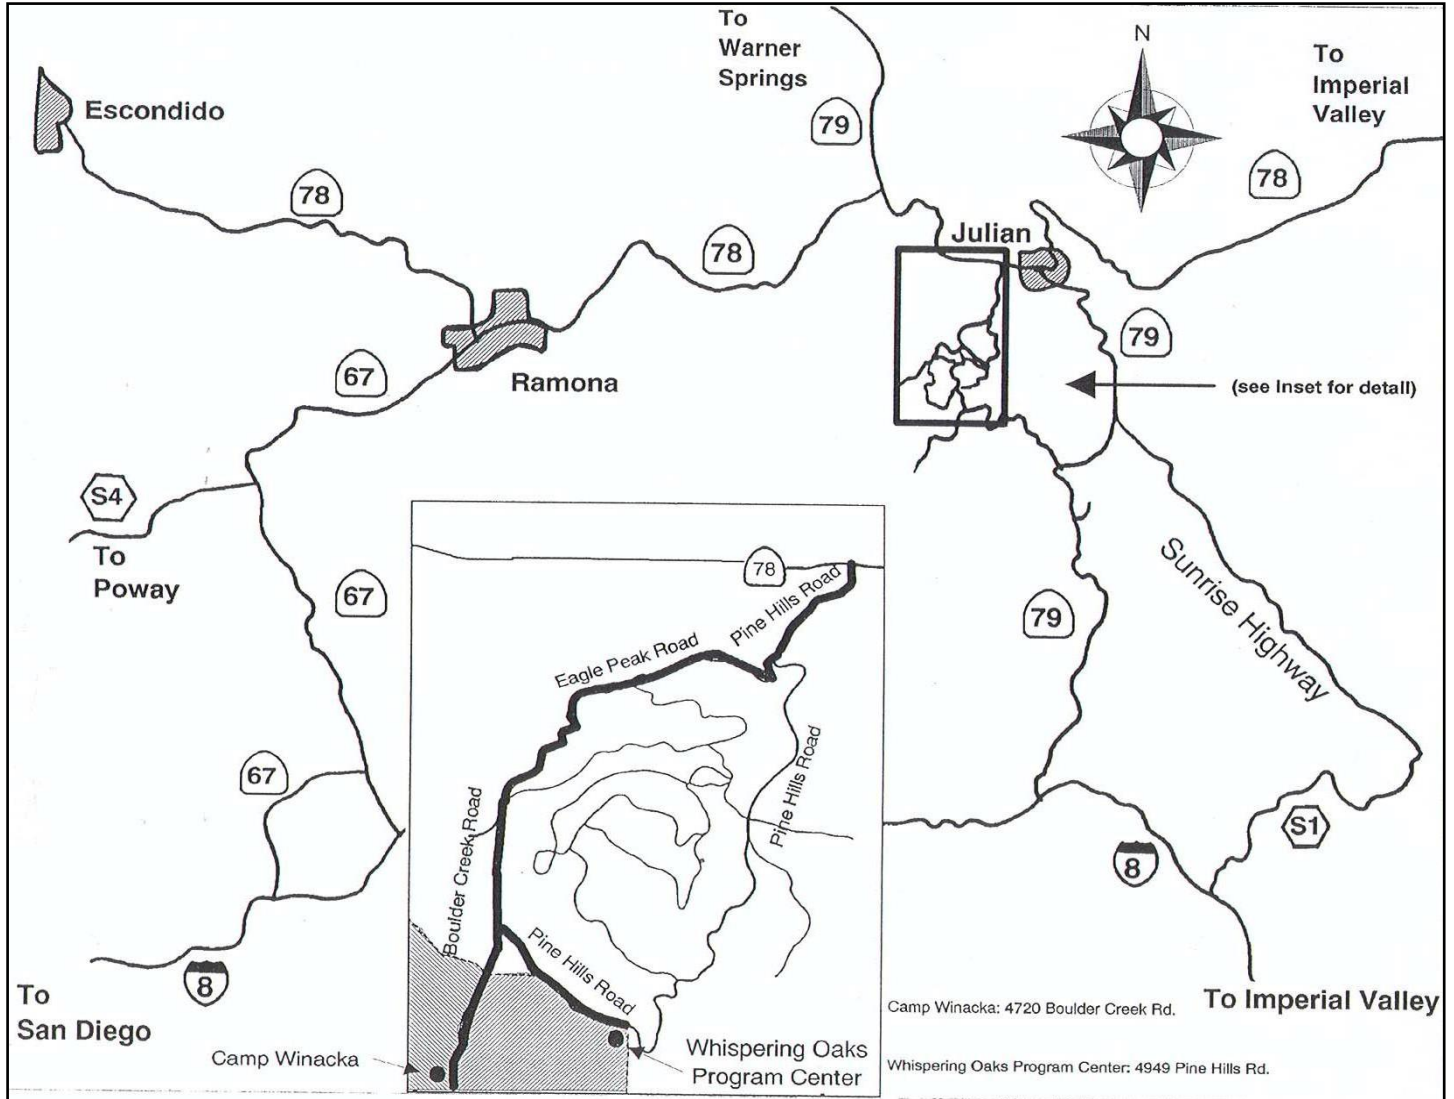 To
Warner
Springs
N
To
Imperial
Valley
Escondido
79
78
78
78
Julian
79
67
Ramona
(see Inset for detail)
S4
To
Poway
67
78
Pine Hills Road
Eagle Peak Road
79
Sunrise Highway
67
Pine Hills Road
Boulder Creek Road
S1
8
Pine Hills Road
8
To
San Diego
Camp Winacka
Whispering Oaks
Program Center
Camp Winacka: 4720 Boulder Creek Rd.
To Imperial Valley
Whispering Oaks Program Center: 4949 Pine Hills Rd.